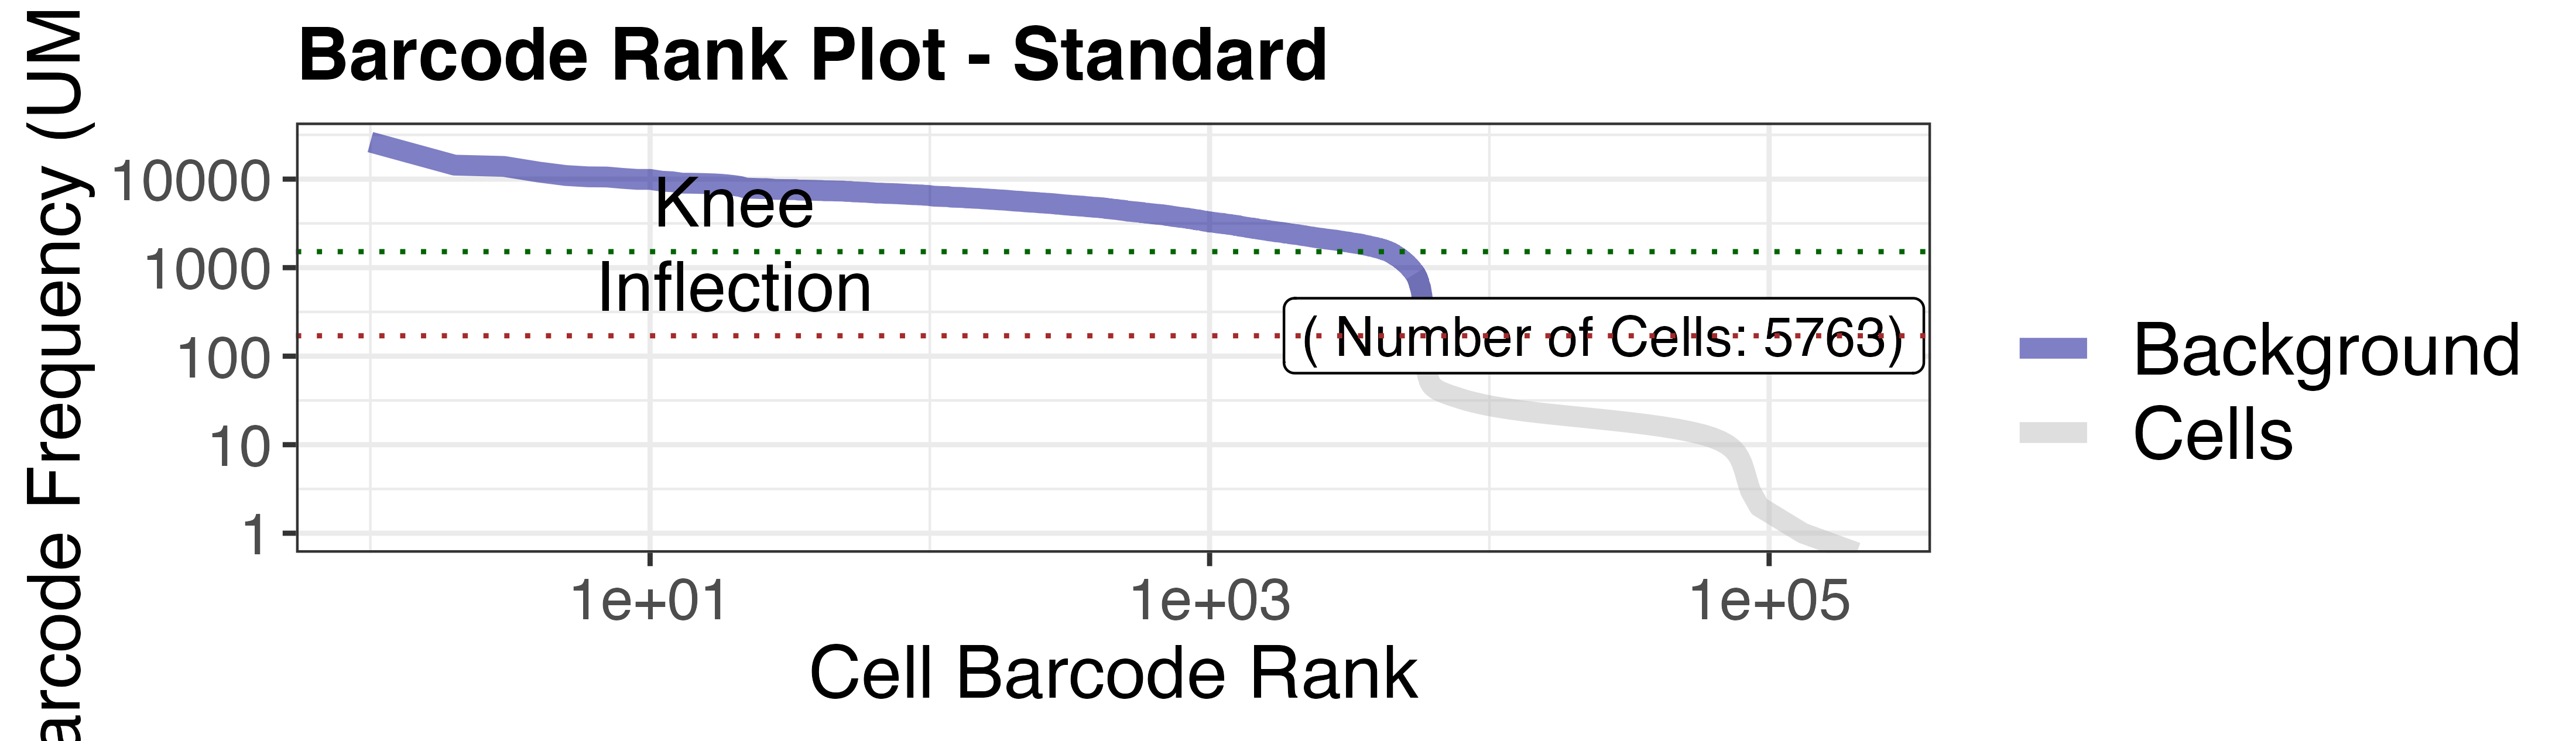 Barcode Rank Plot - Standard
arcode Frequency (UM
10000
1000
100
10
1
Knee
Inflection
( Number of Cells: 5763)
Background
Cells
1e+01
1e+03
1e+05
Cell Barcode Rank